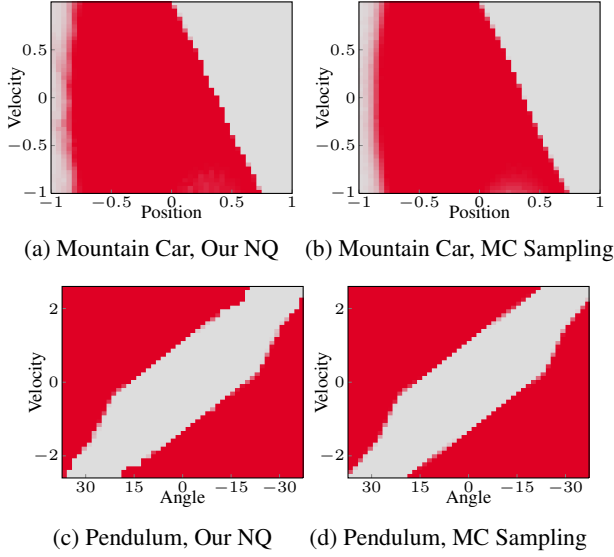 0.5
0
−0.5
−1
Velocity
−1 −0.5 0 0.5 1
Position
0.5
0
−0.5
−1
Velocity
−1 −0.5 0 0.5 1
Position
(a) Mountain Car, Our NQ
(b) Mountain Car, MC Sampling
2
0
−2
Velocity
30 15 0 −15 −30
Angle
2
0
−2
Velocity
30 15 0 −15 −30
Angle
(c) Pendulum, Our NQ
(d) Pendulum, MC Sampling